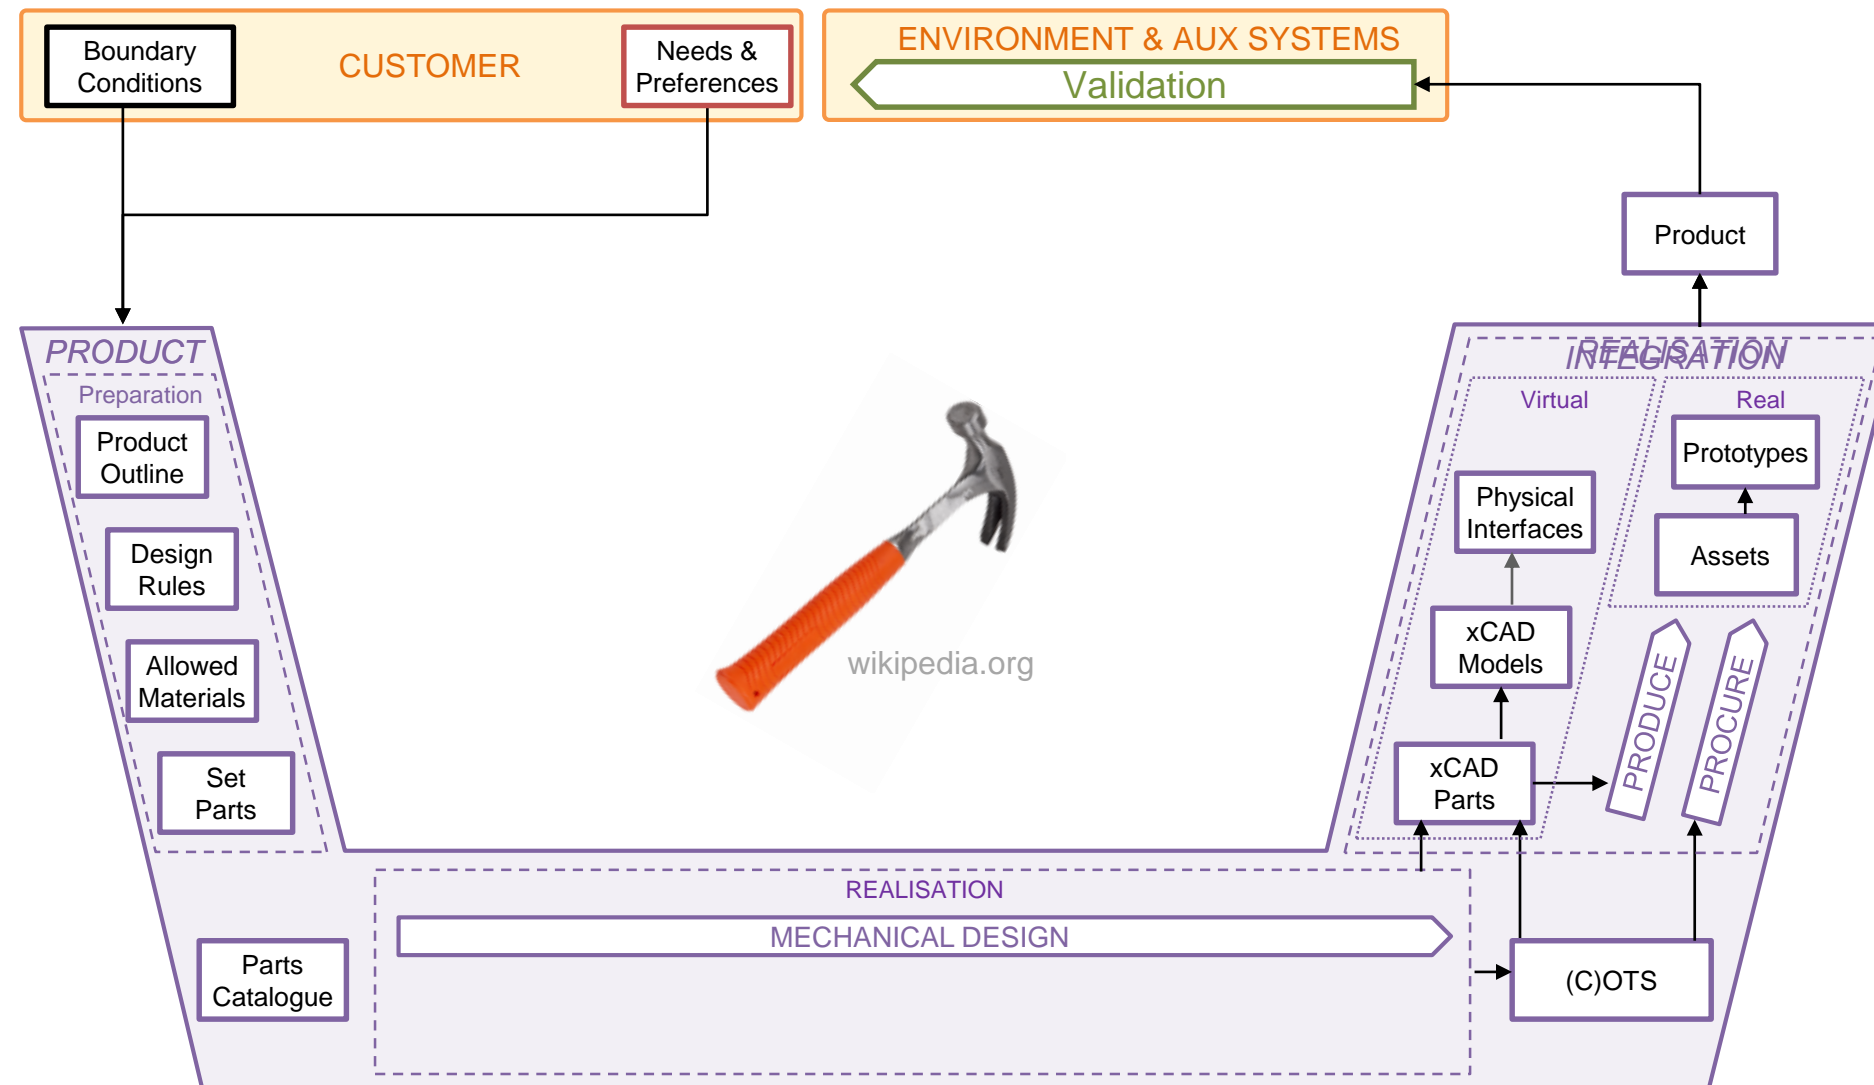 Boundary
Conditions
CUSTOMER
Needs &
Preferences
ENVIRONMENT & AUX SYSTEMS
Validation
Product
PRODUCT
Preparation
Product
Outline
Design
Rules
Allowed
Materials
Set
Parts
Parts
Catalogue
wikipedia.org
REALISATION
MECHANICAL DESIGN
REALISATION
INTEGRATION
Virtual
Real
Prototypes
Physical
Interfaces
Assets
xCAD
Models
xCAD
Parts
PRODUCE
PROCURE
(C)OTS